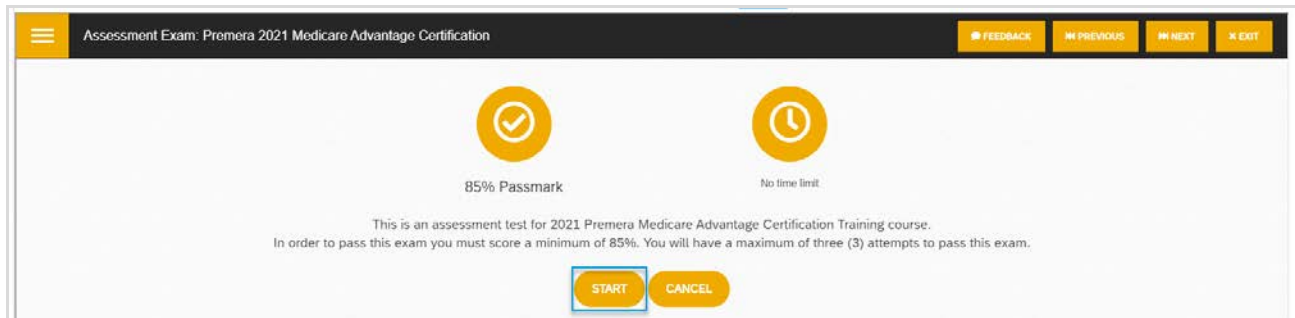 Assessment Exam: Premera 2021 Medicare Advantage Certification
FEEDBACK
PREVIOUS
NEXT
EXIT
85% Passmark
No time limit
This is an assessment test for 2021 Premera Medicare Advantage Certification Training course.
In order to pass this exam you must score a minimum of 85%. You will have a maximum of three (3) attempts to pass this exam.
START
CANCEL